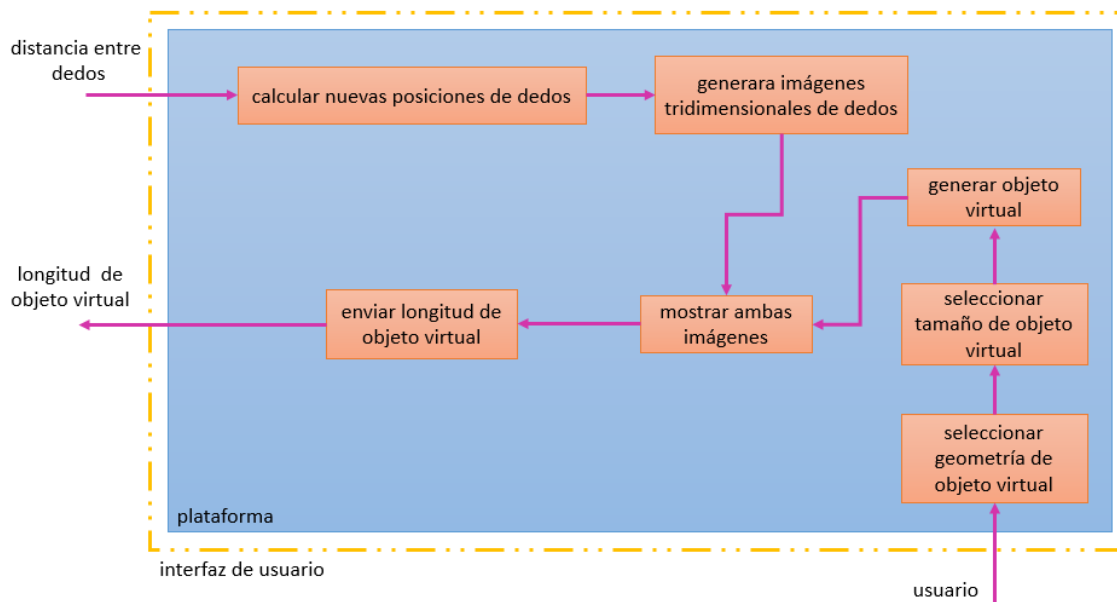 distancia entre
dedos
calcular nuevas posiciones de dedos
generara imágenes
tridimensionales de dedos
generar objeto
virtual
longitud de
objeto virtual
enviar longitud de
objeto virtual
mostrar ambas
imágenes
seleccionar
tamaño de objeto
virtual
seleccionar
geometría de
objeto virtual
plataforma
interfaz de usuario
usuario